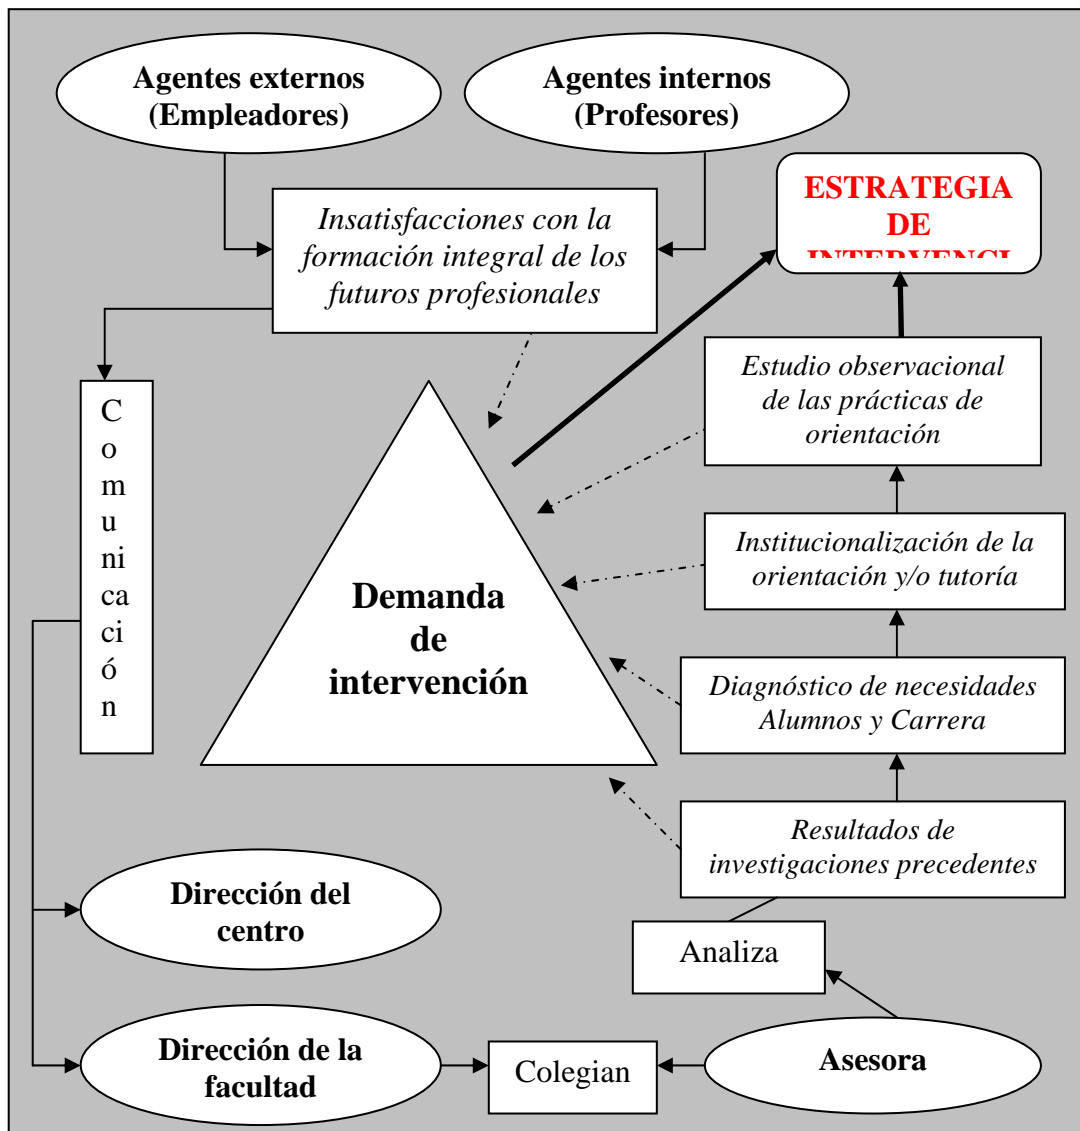 Agentes externos
(Empleadores)
Agentes internos
(Profesores)
ESTRATEGIA
DE
INTERVENCI
Insatisfacciones con la
formación integral de los
futuros profesionales
Estudio observacional
de las prácticas de
orientación
C
o
m
u
ni
ca
ci
ó
n
Institucionalización de la
orientación y/o tutoría
Demanda
de
intervención
Diagnóstico de necesidades
Alumnos y Carrera
Resultados de
investigaciones precedentes
Dirección del
centro
Analiza
Dirección de la
facultad
Colegian
Asesora